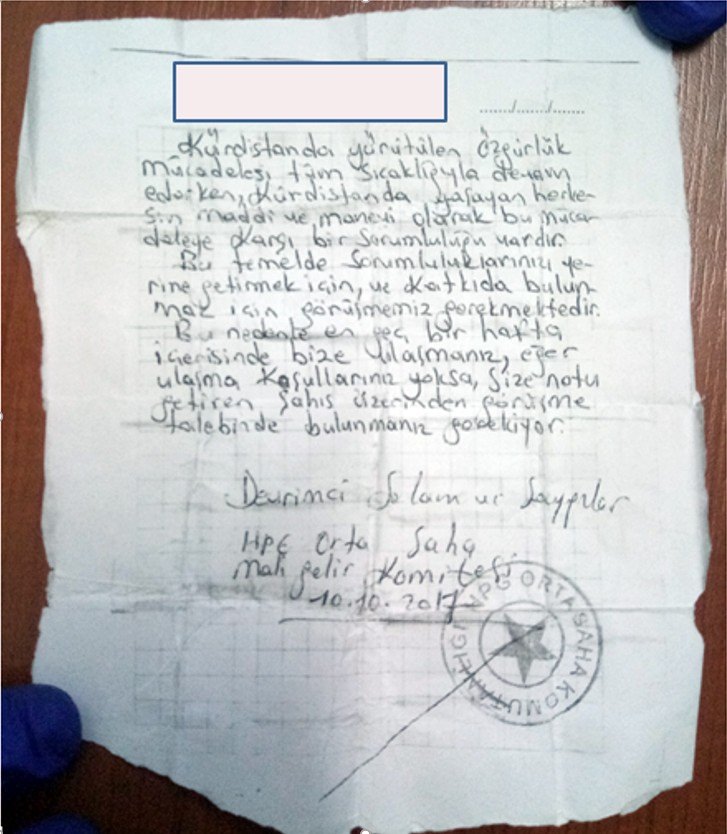 ....../....../......
Kürdistanda yürütülen Özgürlük
mücadelesi tüm sıcaklığıyla devam
ederken, Kürdistanda yaşayan herke-
sin maddi ve manevi olarak bu müca-
deleye karşı bir sorumluluğu vardır.
Bu temelde sorumluluklarınızı ye-
rine getirmek için, ve katkıda bulun-
mak için görüşmemiz gerekmektedir.
Bu nedenle en geç bir hafta
içerisinde bize ulaşmanız, eğer
ulaşma koşullarınız yoksa, size notu
getiren şahıs üzerinden görüşme
talebinde bulunmanız gerekiyor.
Devrimci Selam ve Saygılar
HPG Orta Saha
Mali gelir Komitesi
10.10.2017
HPG ORTA SAHA KOMUTANLIGI